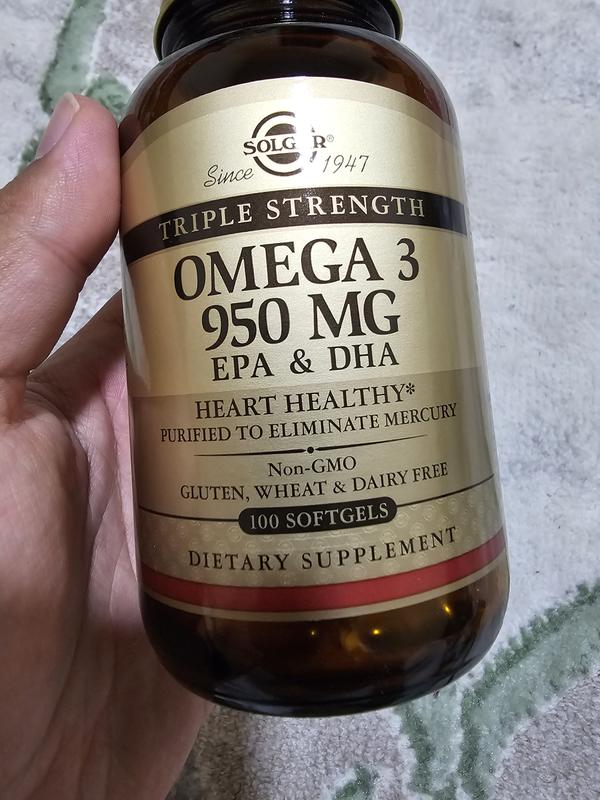 SOLGAR®
Since 1947
TRIPLE STRENGTH
OMEGA 3
950 MG
EPA & DHA
HEART HEALTHY*
PURIFIED TO ELIMINATE MERCURY
Non-GMO
GLUTEN, WHEAT & DAIRY FREE
100 SOFTGELS
DIETARY SUPPLEMENT